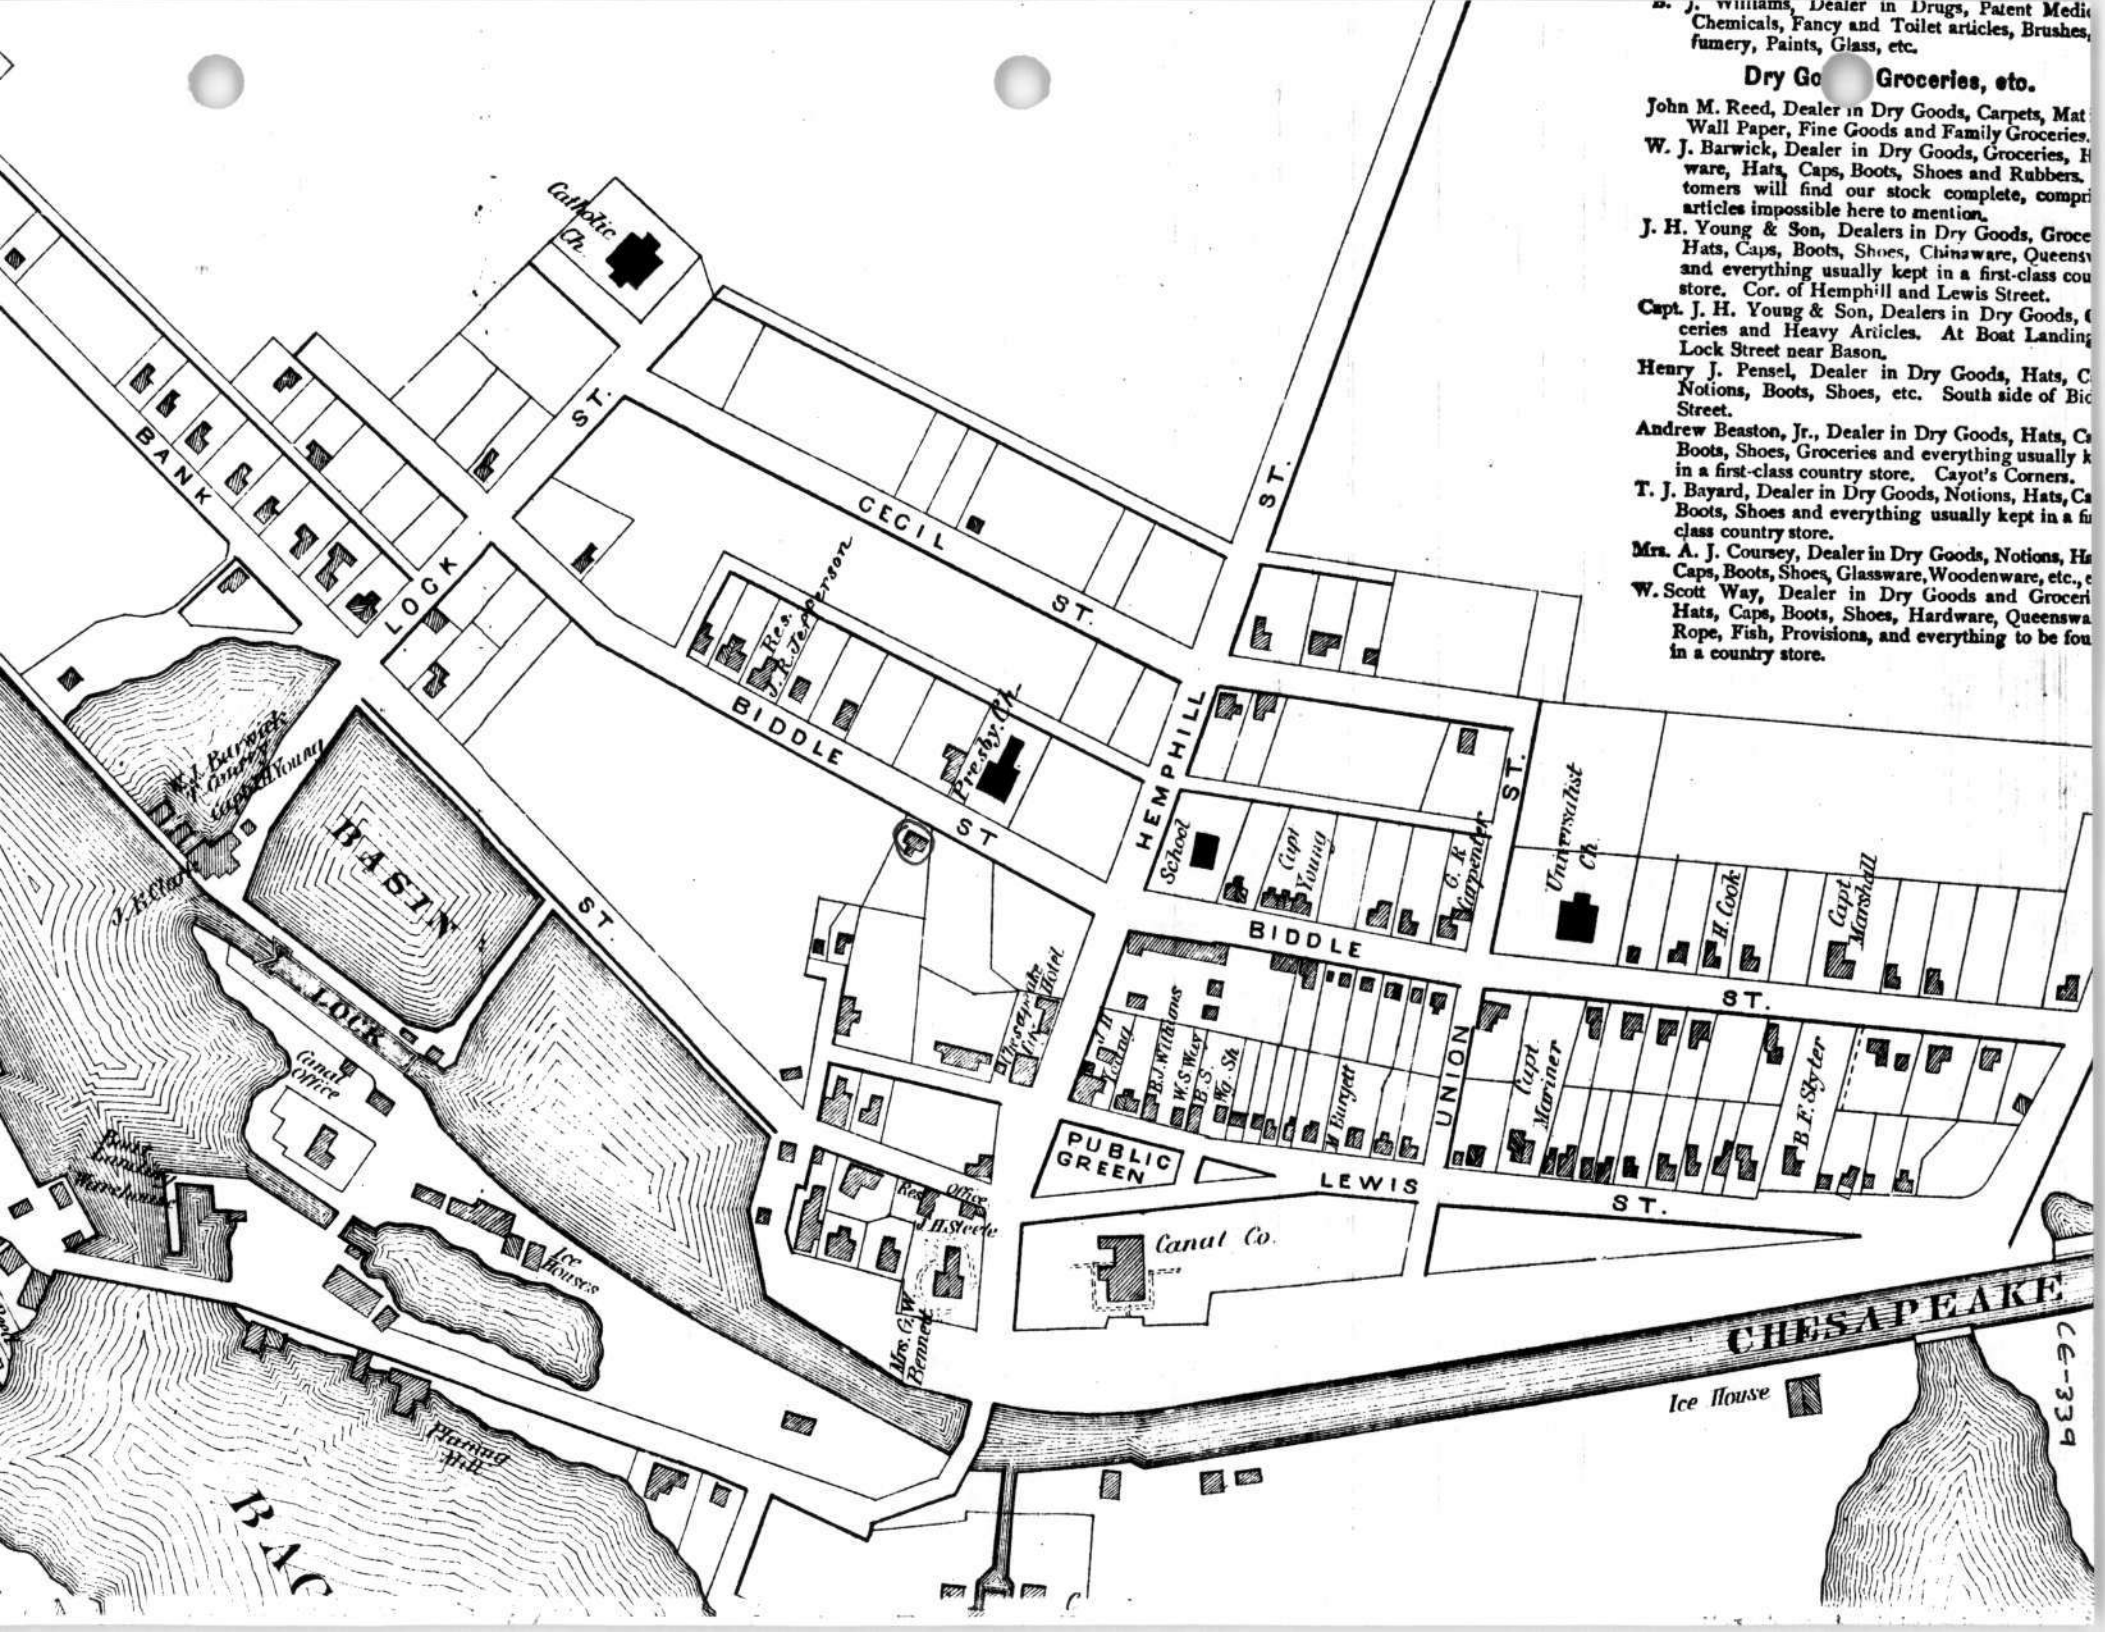 B. J. Williams, Dealer in Drugs, Patent Medi
Chemicals, Fancy and Toilet articles, Brushes,
fumery, Paints, Glass, etc.
Dry Go Groceries, etc.
John M. Reed, Dealer in Dry Goods, Carpets, Mat
Wall Paper, Fine Goods and Family Groceries.
W. J. Barwick, Dealer in Dry Goods, Groceries, H
ware, Hats, Caps, Boots, Shoes and Rubbers.
tomers will find our stock complete, compri
articles impossible here to mention.
J. H. Young & Son, Dealers in Dry Goods, Groce
Hats, Caps, Boots, Shoes, Chinaware, Queensw
and everything usually kept in a first-class cou
store. Cor. of Hemphill and Lewis Street.
Capt. J. H. Young & Son, Dealers in Dry Goods, G
ceries and Heavy Articles. At Boat Landing
Lock Street near Bason.
Henry J. Pensel, Dealer in Dry Goods, Hats, C
Notions, Boots, Shoes, etc. South side of Bid
Street.
Andrew Beaston, Jr., Dealer in Dry Goods, Hats, Ca
Boots, Shoes, Groceries and everything usually k
in a first-class country store. Cayot's Corners.
T. J. Bayard, Dealer in Dry Goods, Notions, Hats, Ca
Boots, Shoes and everything usually kept in a fi
class country store.
Mrs. A. J. Coursey, Dealer in Dry Goods, Notions, Ha
Caps, Boots, Shoes, Glassware, Woodenware, etc., e
W. Scott Way, Dealer in Dry Goods and Groceri
Hats, Caps, Boots, Shoes, Hardware, Queenswa
Rope, Fish, Provisions, and everything to be fou
in a country store.
Catholic
Ch.
BANK
LOCK
ST.
CECIL
ST.
ST.
Res.
J. R. Jefferson
BIDDLE
ST
Presby. Ch.
HEMPHILL
School
Capt
Young
G. R
Carpenter
ST.
Universalist
Ch.
H. Cook
Capt
Marshall
BIDDLE
ST.
W. J. Barwick
Capt. H. Young
J. R. Clark
BASIN
ST.
LOCK
Canal
Office
Chesapeake
Hotel
J H
Young
B. J. Williams
W. S. Way
B. S.
Wg. Sh
M Burgett
UNION
Capt
Mariner
B. F. Slyter
PUBLIC
GREEN
LEWIS
ST.
Res
Office
J H Steele
Canal Co.
Mrs. G. W.
Bennett
Ice
Houses
Planing
Mill
CHESAPEAKE
Ice House
CE-339
BAC